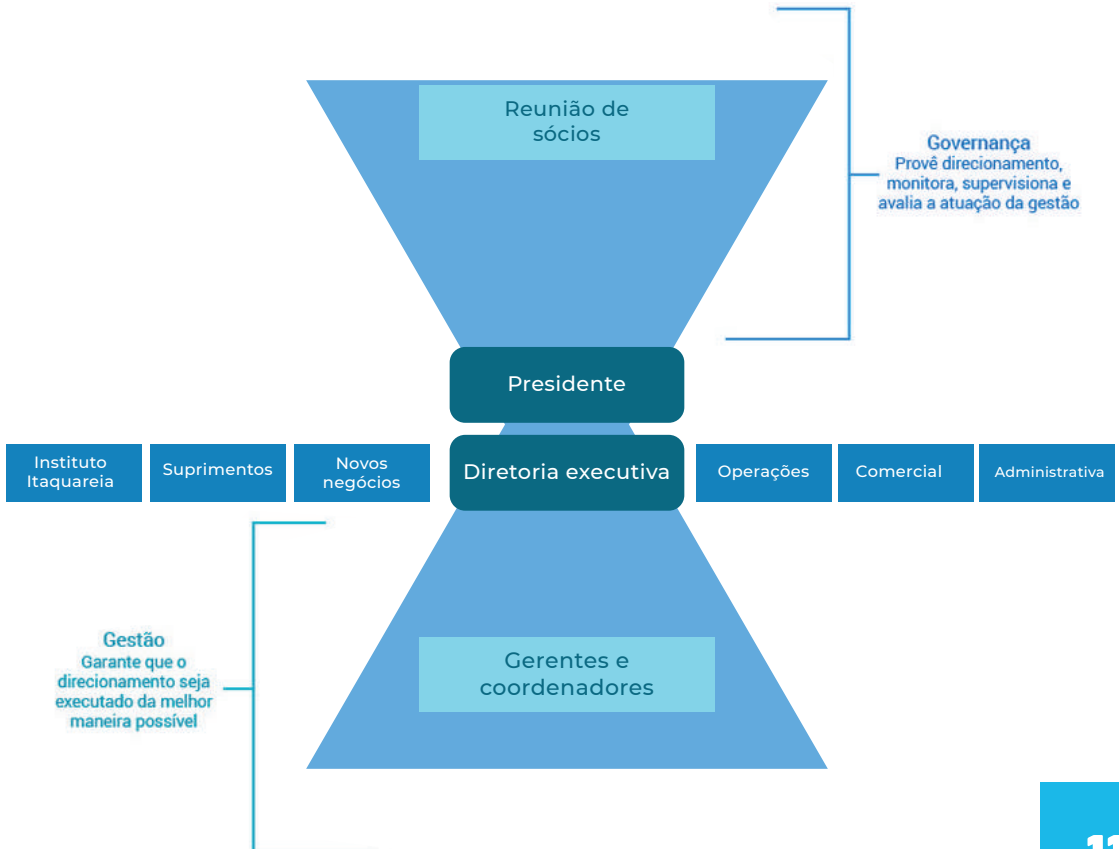 Reunião de
sócios
Governança
Provê direcionamento,
monitora, supervisiona e
avalia a atuação da gestão
Presidente
Instituto
Itaquareia
Suprimentos
Novos
negócios
Diretoria executiva
Operações
Comercial
Administrativa
Gestão
Garante que o
direcionamento seja
executado da melhor
maneira possível
Gerentes e
coordenadores
11